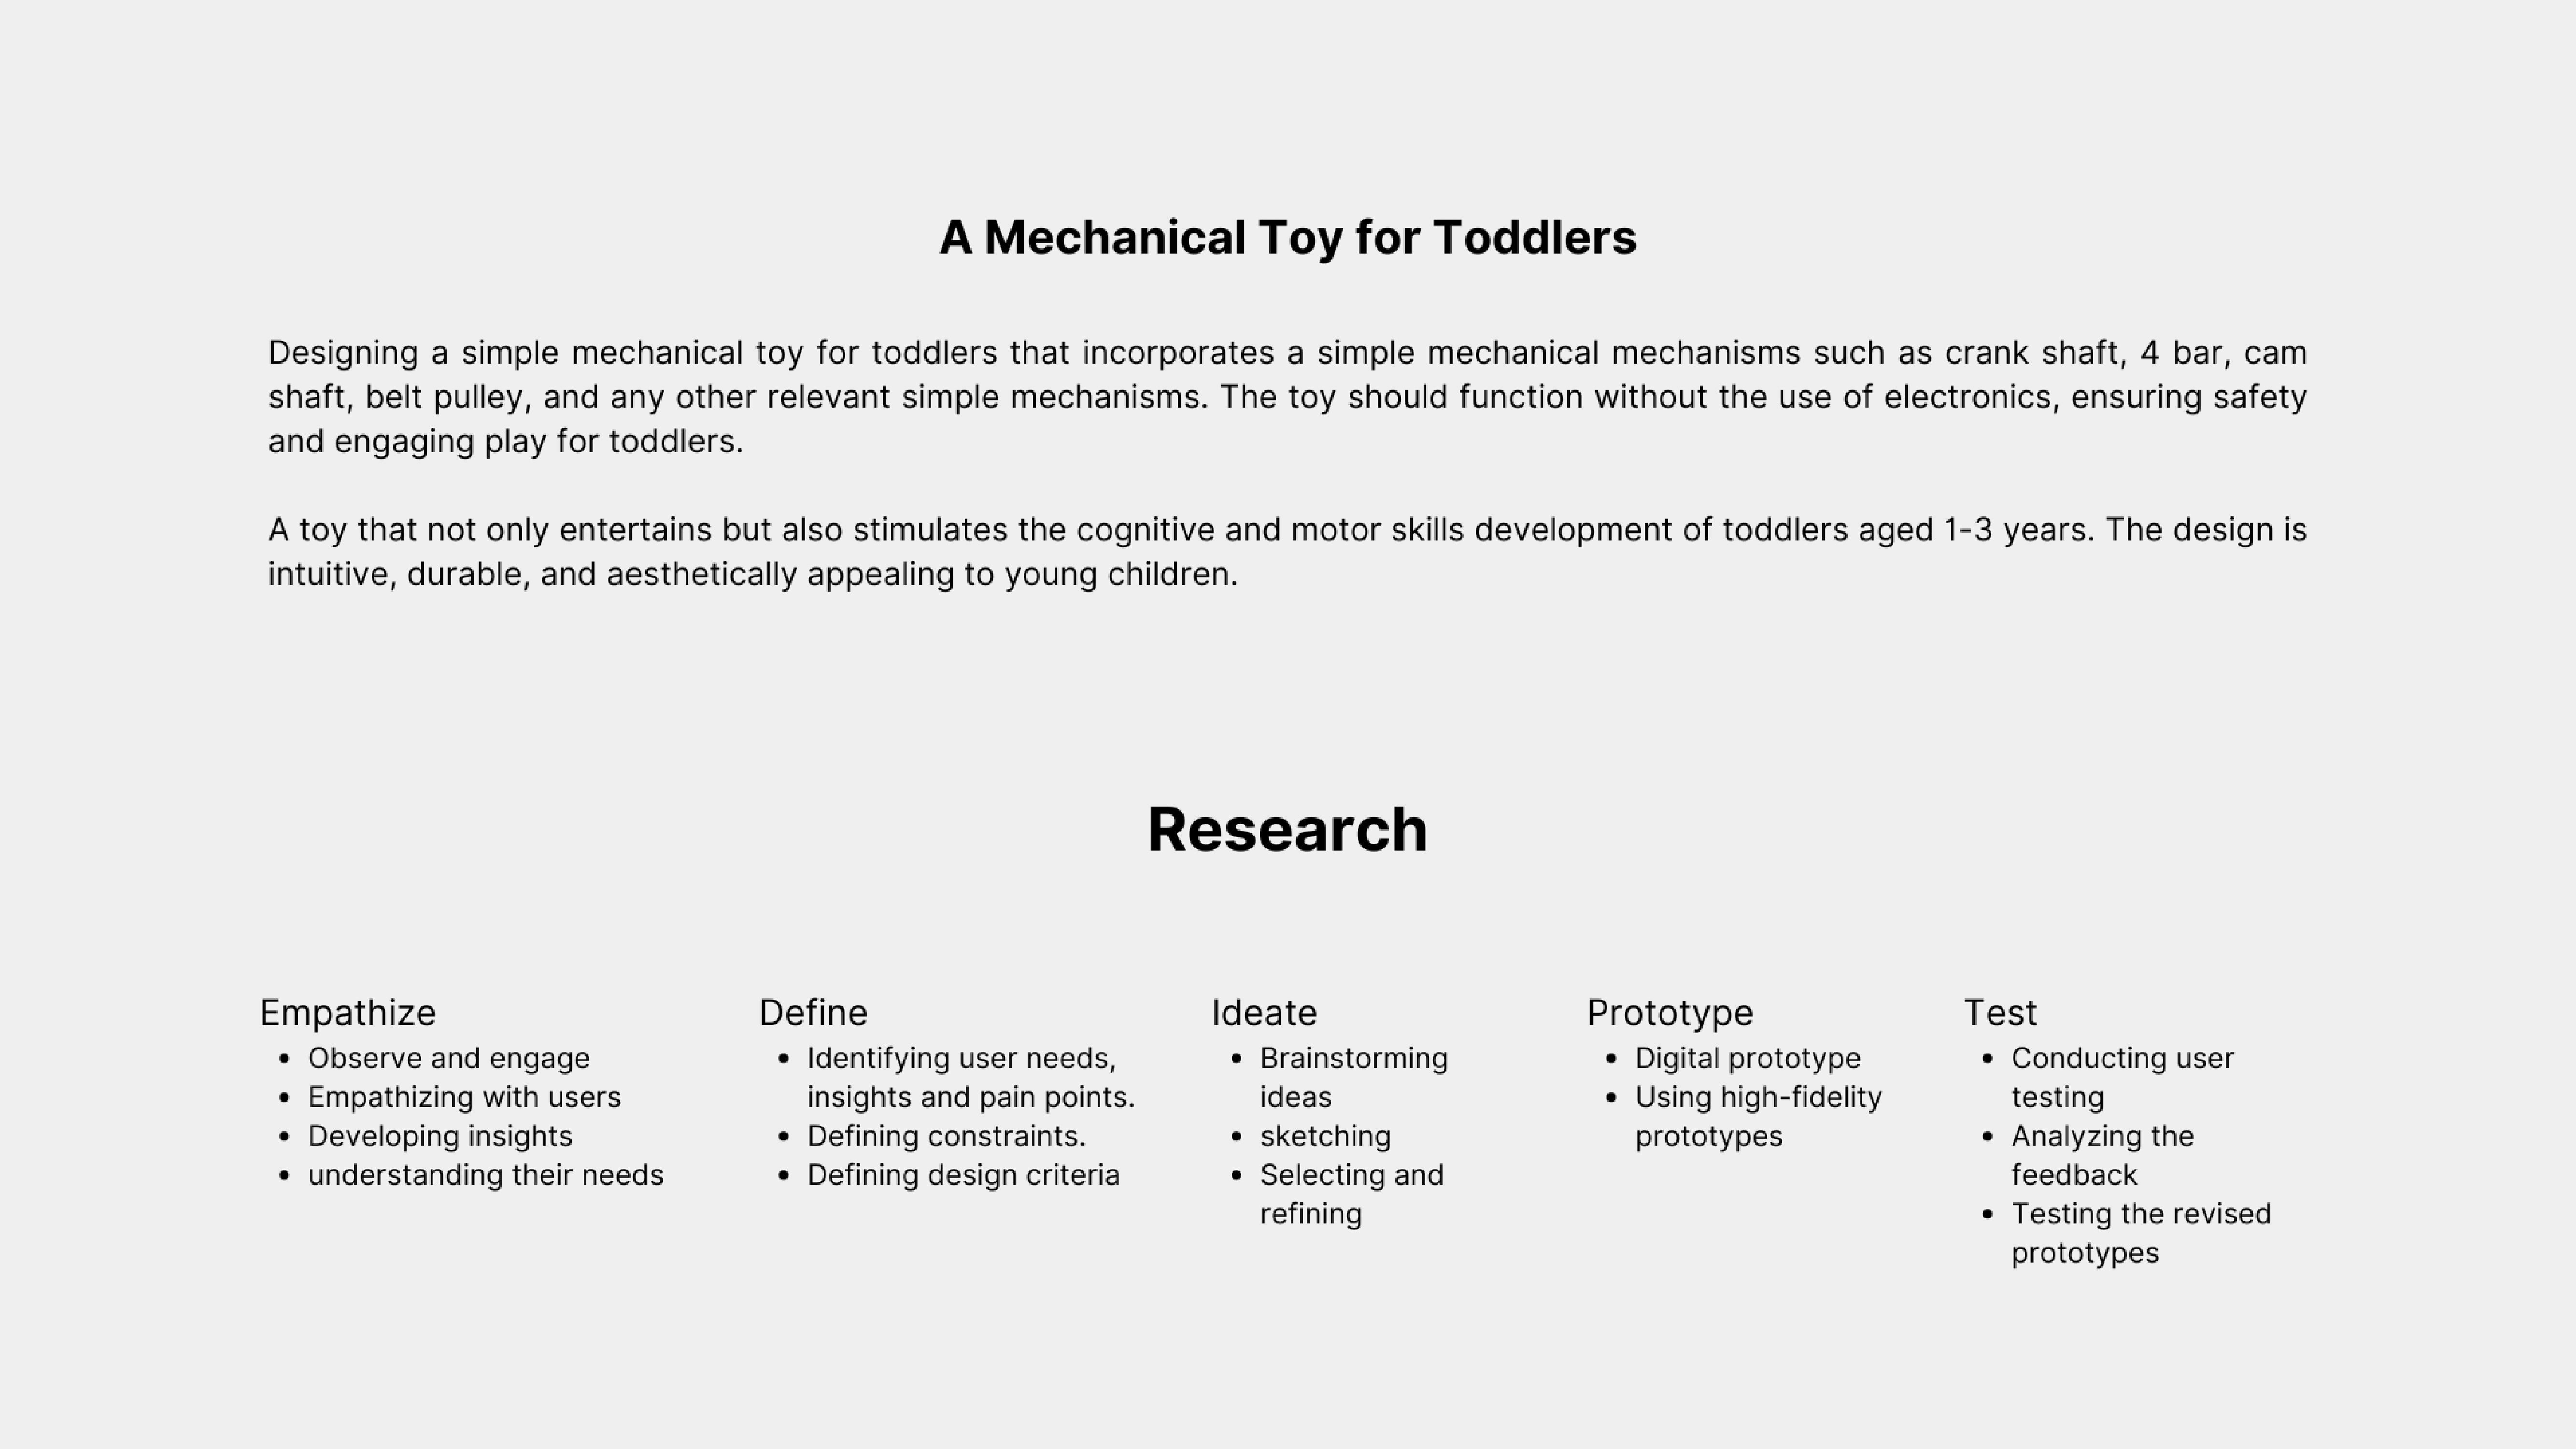 A Mechanical Toy for Toddlers
Designing a simple mechanical toy for toddlers that incorporates a simple mechanical mechanisms such as crank shaft, 4 bar, cam
shaft, belt pulley, and any other relevant simple mechanisms. The toy should function without the use of electronics, ensuring safety
and engaging play for toddlers.
A toy that not only entertains but also stimulates the cognitive and motor skills development of toddlers aged 1-3 years. The design is
intuitive, durable, and aesthetically appealing to young children.
Research
Empathize
• Observe and engage
• Empathizing with users
• Developing insights
• understanding their needs
Define
• Identifying user needs,
insights and pain points.
• Defining constraints.
• Defining design criteria
Ideate
• Brainstorming
ideas
• sketching
• Selecting and
refining
Prototype
• Digital prototype
• Using high-fidelity
prototypes
Test
• Conducting user
testing
• Analyzing the
feedback
• Testing the revised
prototypes